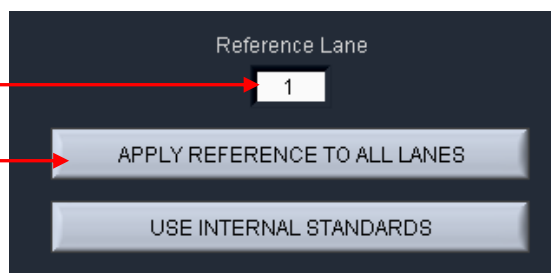 Reference Lane
1
APPLY REFERENCE TO ALL LANES
USE INTERNAL STANDARDS